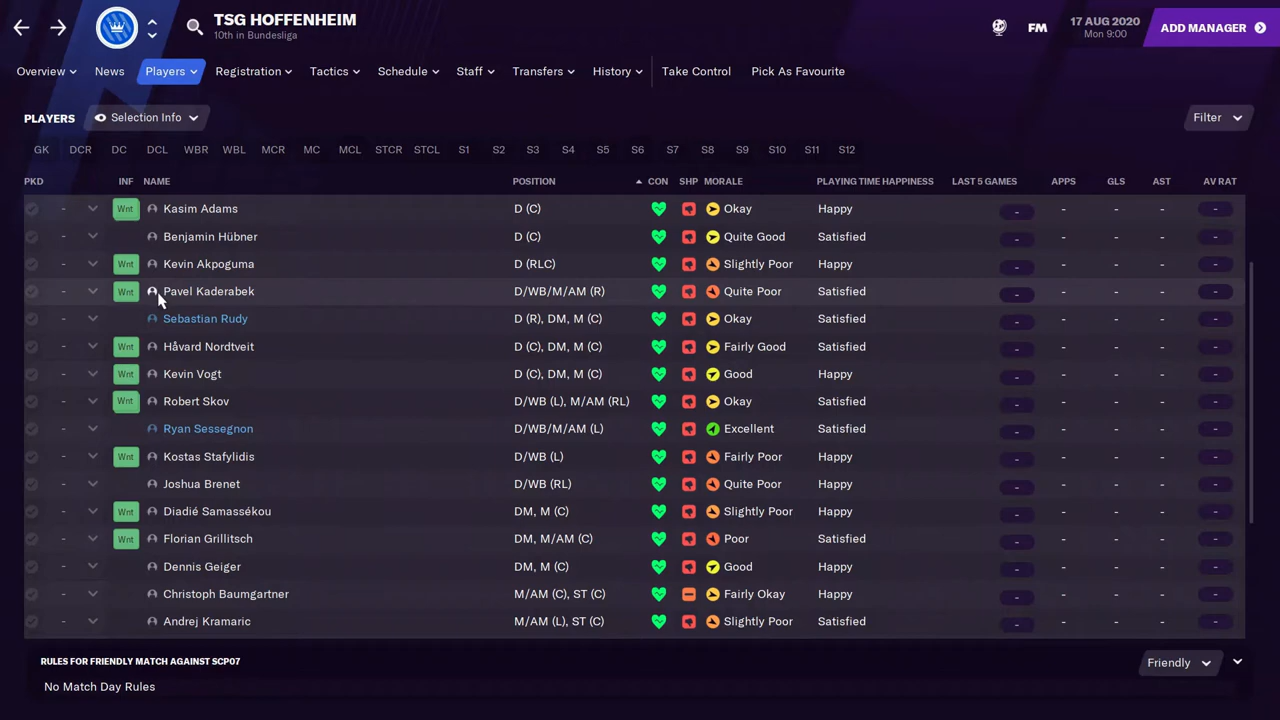 TSG HOFFENHEIM
10th in Bundesliga
FM
17 AUG 2020
Mon 9:00
ADD MANAGER
Overview News Players Registration Tactics Schedule Staff Transfers History Take Control Pick As Favourite
PLAYERS Selection Info Filter
GK DCR DC DCL WBR WBL MCR MC MCL STCR STCL S1 S2 S3 S4 S5 S6 S7 S8 S9 S10 S11 S12
PKD INF NAME POSITION CON SHP MORALE PLAYING TIME HAPPINESS LAST 5 GAMES APPS GLS AST AV RAT
- Wnt Kasim Adams D (C) Okay Happy - - - - -
- Benjamin Hübner D (C) Quite Good Satisfied - - - - -
- Wnt Kevin Akpoguma D (RLC) Slightly Poor Happy - - - - -
- Wnt Pavel Kaderabek D/WB/M/AM (R) Quite Poor Satisfied - - - - -
- Sebastian Rudy D (R), DM, M (C) Okay Satisfied - - - - -
- Wnt Håvard Nordtveit D (C), DM, M (C) Fairly Good Satisfied - - - - -
- Wnt Kevin Vogt D (C), DM, M (C) Good Happy - - - - -
- Wnt Robert Skov D/WB (L), M/AM (RL) Okay Satisfied - - - - -
- Ryan Sessegnon D/WB/M/AM (L) Excellent Satisfied - - - - -
- Wnt Kostas Stafylidis D/WB (L) Fairly Poor Happy - - - - -
- Joshua Brenet D/WB (RL) Quite Poor Happy - - - - -
- Wnt Diadié Samassékou DM, M (C) Slightly Poor Happy - - - - -
- Wnt Florian Grillitsch DM, M/AM (C) Poor Satisfied - - - - -
- Dennis Geiger DM, M (C) Good Happy - - - - -
- Christoph Baumgartner M/AM (C), ST (C) Fairly Okay Happy - - - - -
- Andrej Kramaric M/AM (L), ST (C) Slightly Poor Satisfied - - - - -
RULES FOR FRIENDLY MATCH AGAINST SCP07 Friendly
No Match Day Rules